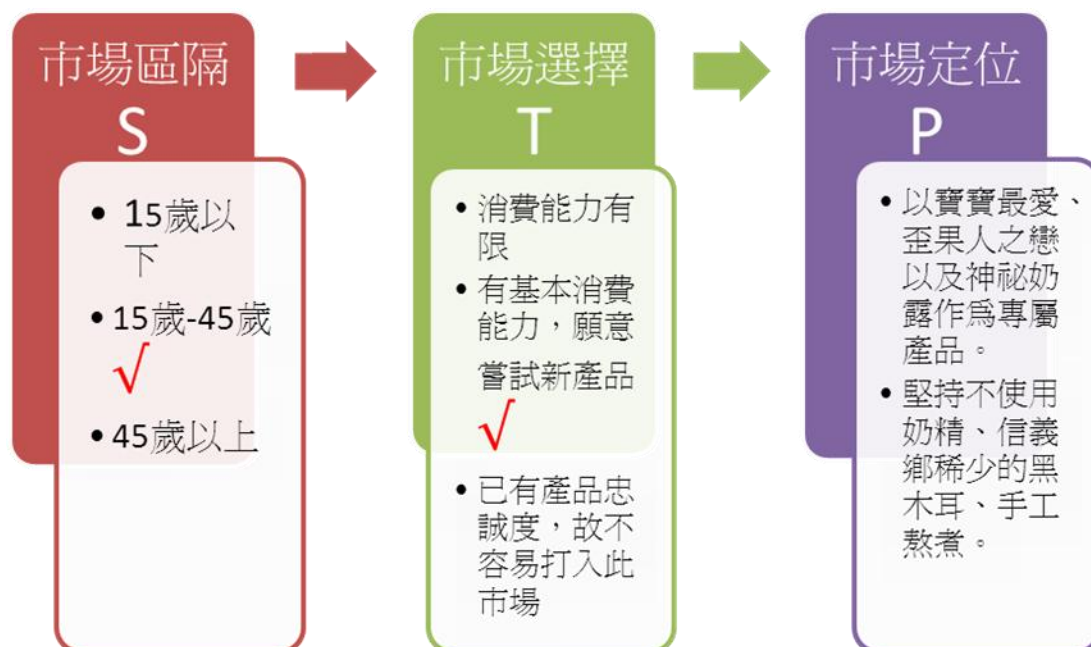 市場區隔
S
• 15歲以
下
• 15歲-45歲
√
• 45歲以上
市場選擇
T
• 消費能力有
限
• 有基本消費
能力，願意
嘗試新產品
√
• 已有產品忠
誠度，故不
容易打入此
市場
市場定位
P
• 以寶寶最愛、
歪果人之戀
以及神祕奶
露作為專屬
產品。
• 堅持不使用
奶精、信義
鄉稀少的黑
木耳、手工
熬煮。